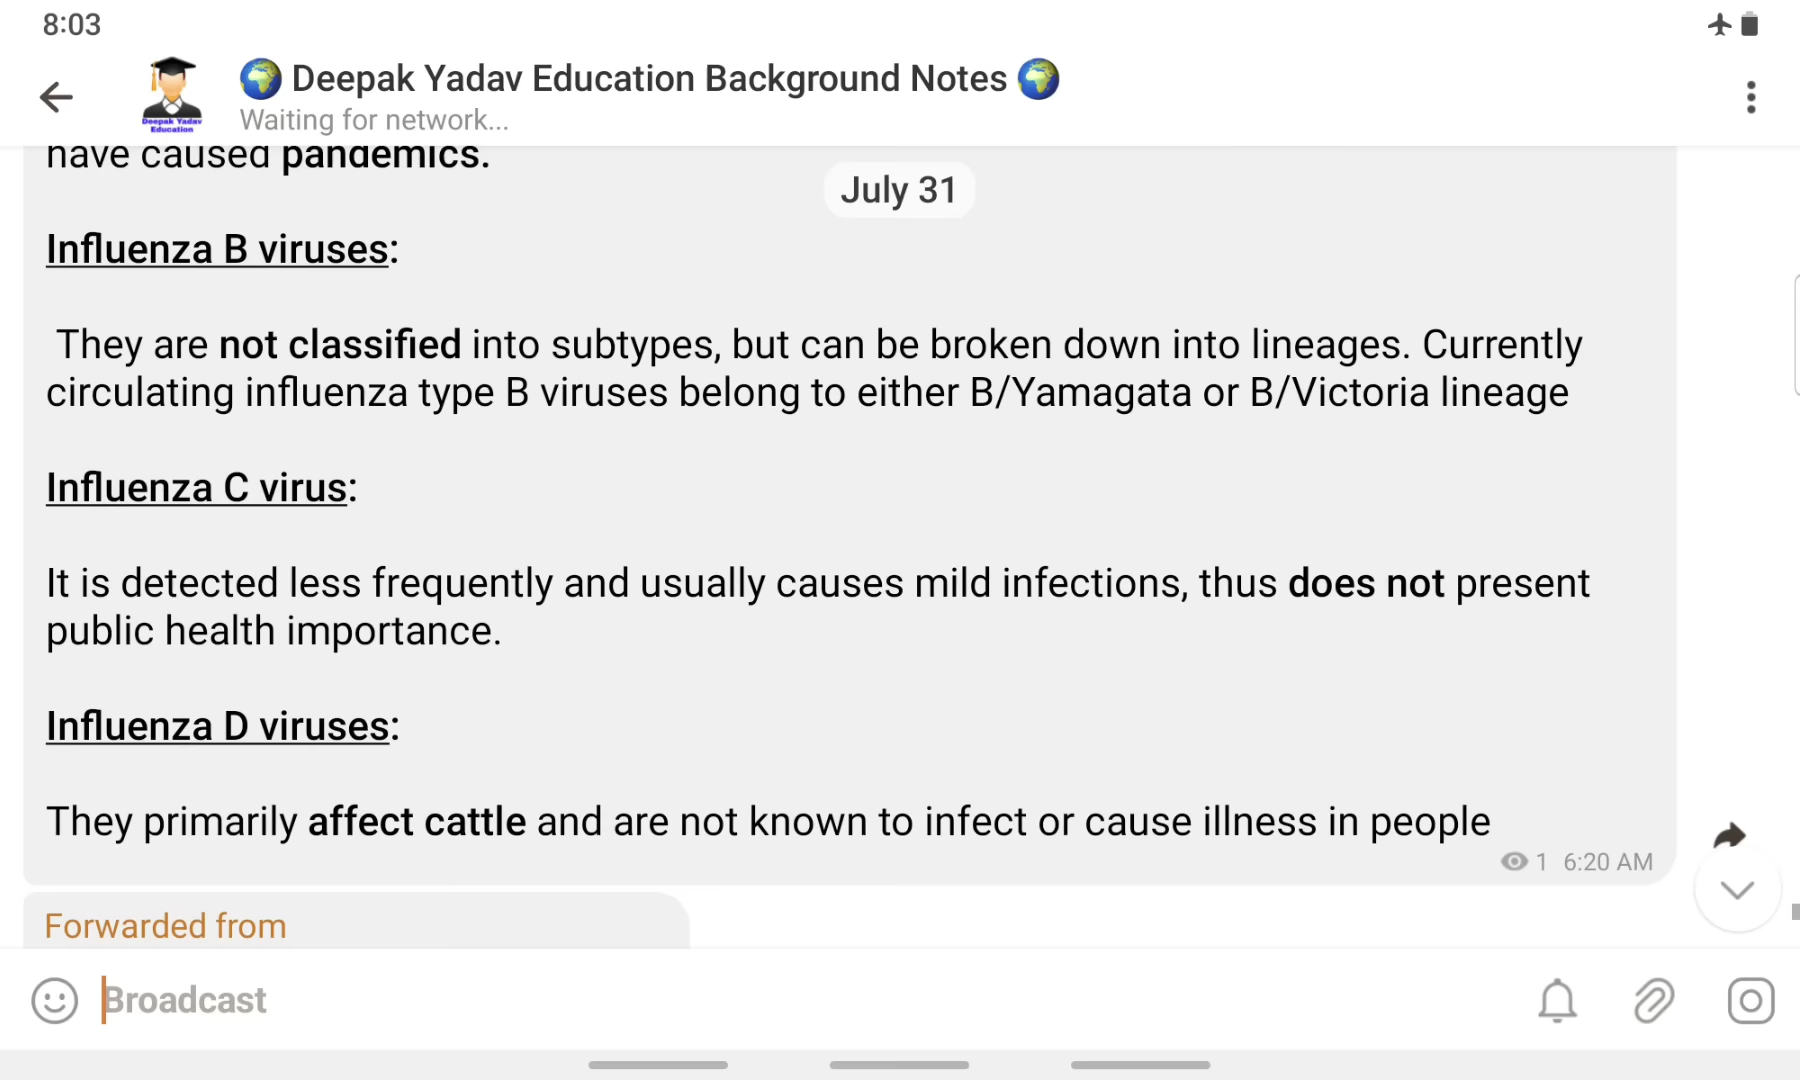 8:03
Deepak Yadav Education Background Notes
Deepak Yadav
Education
Waiting for network...
have caused pandemics.
July 31
Influenza B viruses:
They are not classified into subtypes, but can be broken down into lineages. Currently
circulating influenza type B viruses belong to either B/Yamagata or B/Victoria lineage
Influenza C virus:
It is detected less frequently and usually causes mild infections, thus does not present
public health importance.
Influenza D viruses:
They primarily affect cattle and are not known to infect or cause illness in people
1 6:20 AM
Forwarded from
Broadcast